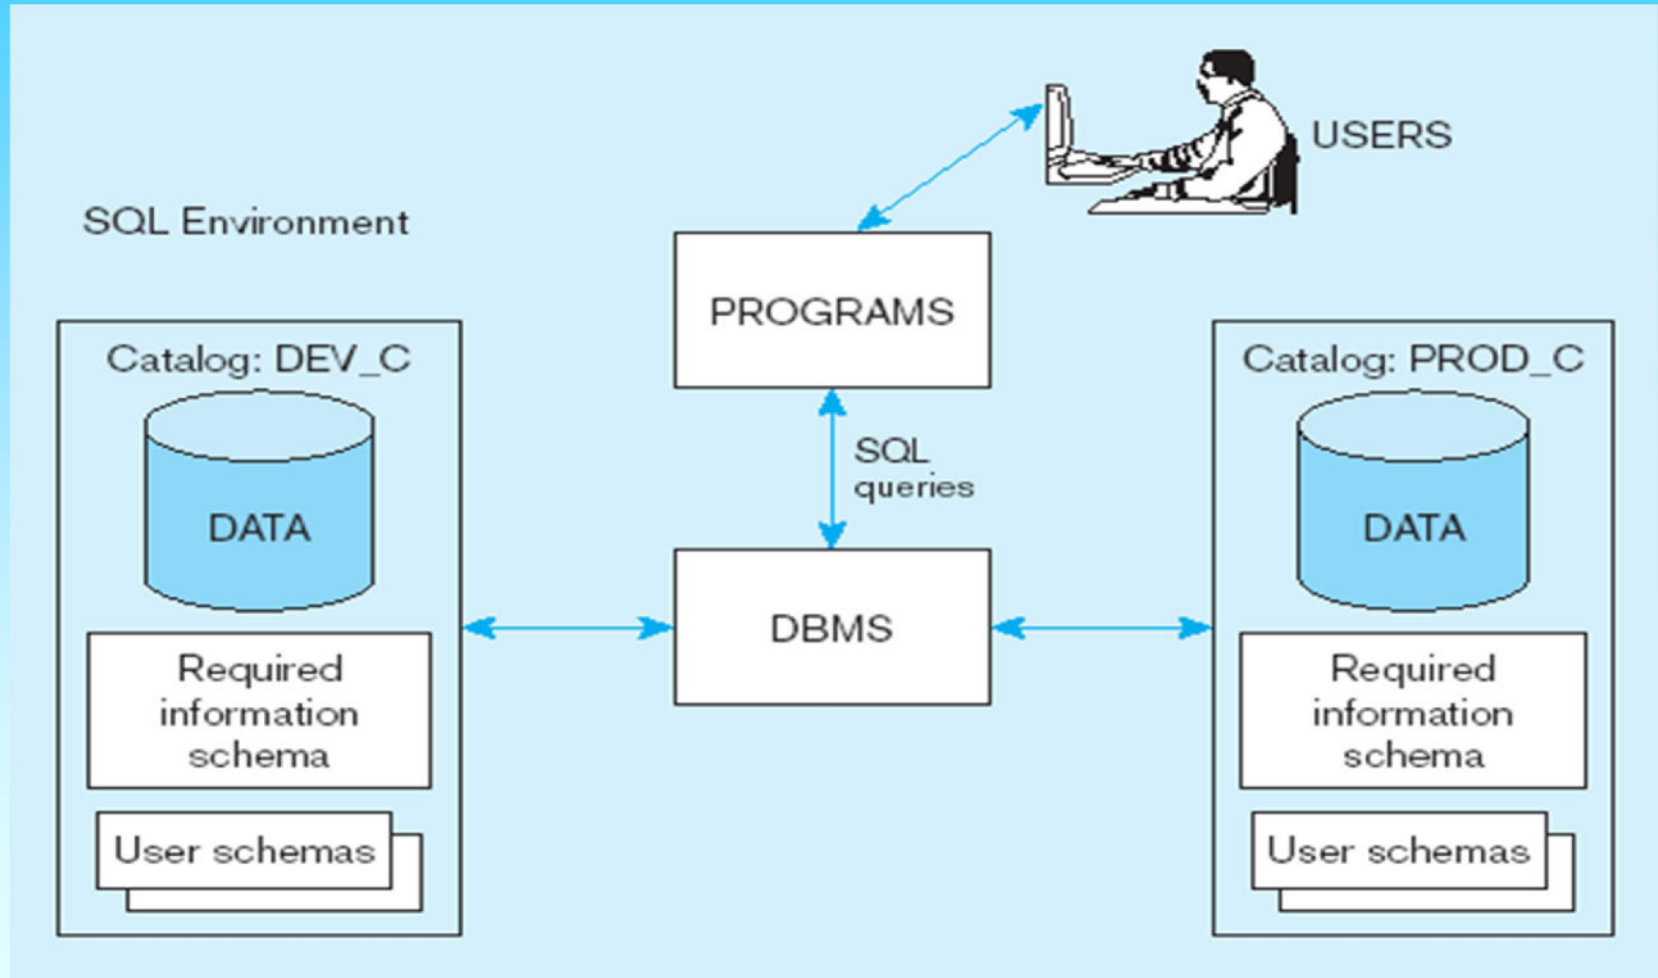 USERS
SQL Environment
PROGRAMS
Catalog: DEV_C
DATA
Required
information
schema
User schemas
SQL
queries
DBMS
Catalog: PROD_C
DATA
Required
information
schema
User schemas